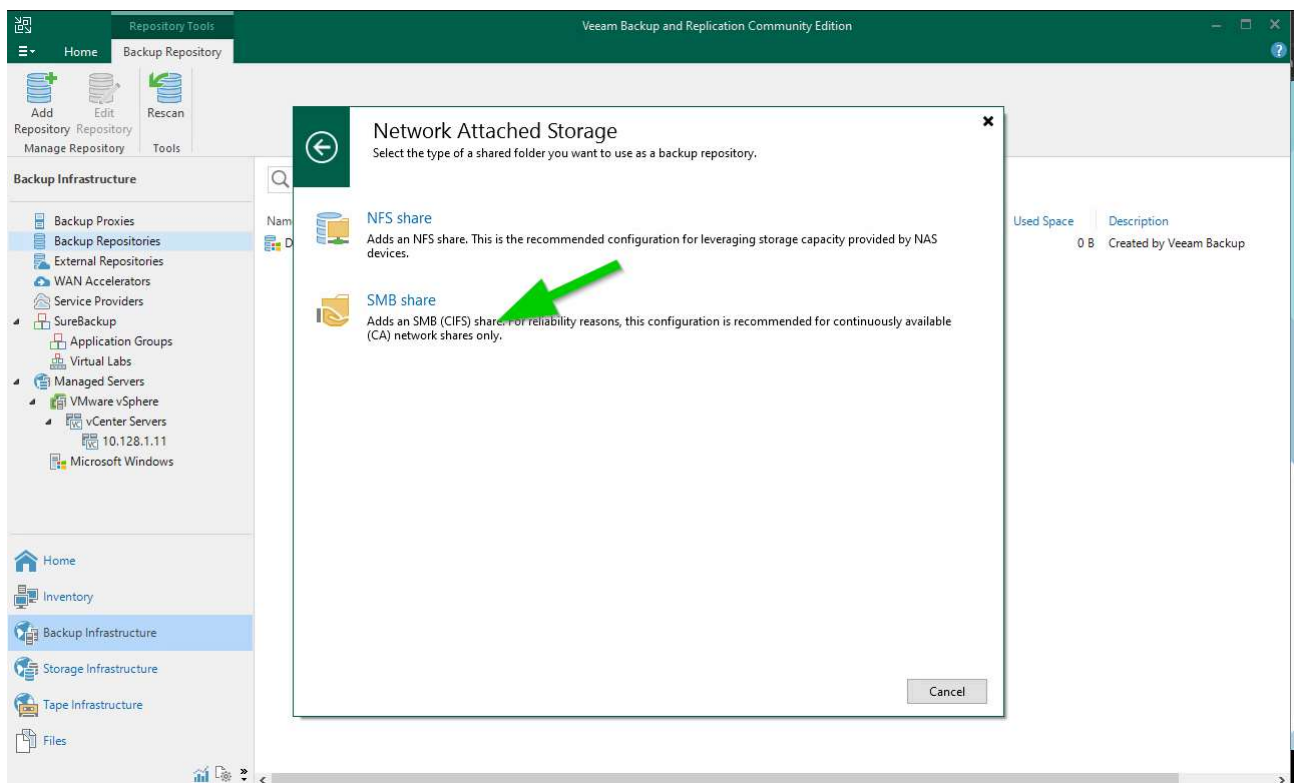 Repository Tools
Veeam Backup and Replication Community Edition
Home
Backup Repository
?
Add
Repository
Edit
Repository
Rescan
Manage Repository
Tools
Network Attached Storage
Select the type of a shared folder you want to use as a backup repository.
Backup Infrastructure
Backup Proxies
Backup Repositories
External Repositories
WAN Accelerators
Service Providers
SureBackup
Application Groups
Virtual Labs
Managed Servers
VMware vSphere
vCenter Servers
10.128.1.11
Microsoft Windows
Nam
D
NFS share
Adds an NFS share. This is the recommended configuration for leveraging storage capacity provided by NAS
devices.
SMB share
Adds an SMB (CIFS) share. For reliability reasons, this configuration is recommended for continuously available
(CA) network shares only.
Used Space
Description
0 B
Created by Veeam Backup
Home
Inventory
Backup Infrastructure
Storage Infrastructure
Tape Infrastructure
Files
Cancel